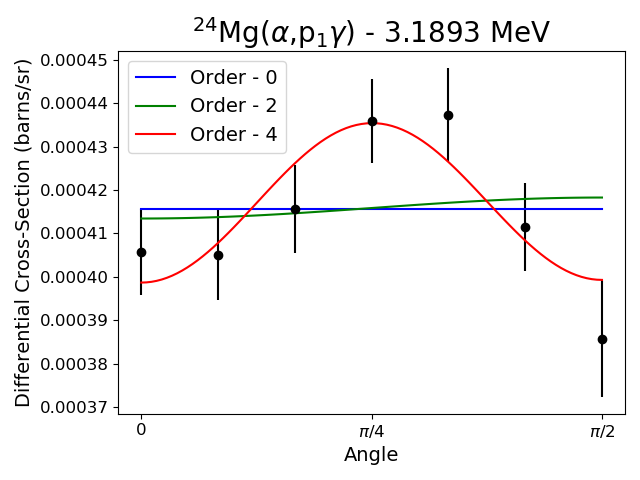 ²⁴Mg(α,p₁γ) - 3.1893 MeV
Differential Cross-Section (barns/sr)
0.00045
0.00044
0.00043
0.00042
0.00041
0.00040
0.00039
0.00038
0.00037
Order - 0
Order - 2
Order - 4
0 π/4 π/2
Angle